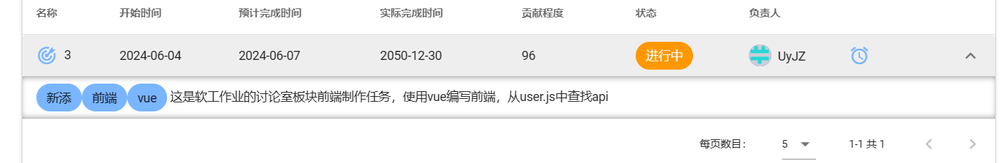 名称 开始时间 预计完成时间 实际完成时间 贡献程度 状态 负责人
3 2024-06-04 2024-06-07 2050-12-30 96 进行中 UyJZ
新添 前端 vue 这是软工作业的讨论室板块前端制作任务，使用vue编写前端，从user.js中查找api
每页数目： 5 1-1 共 1